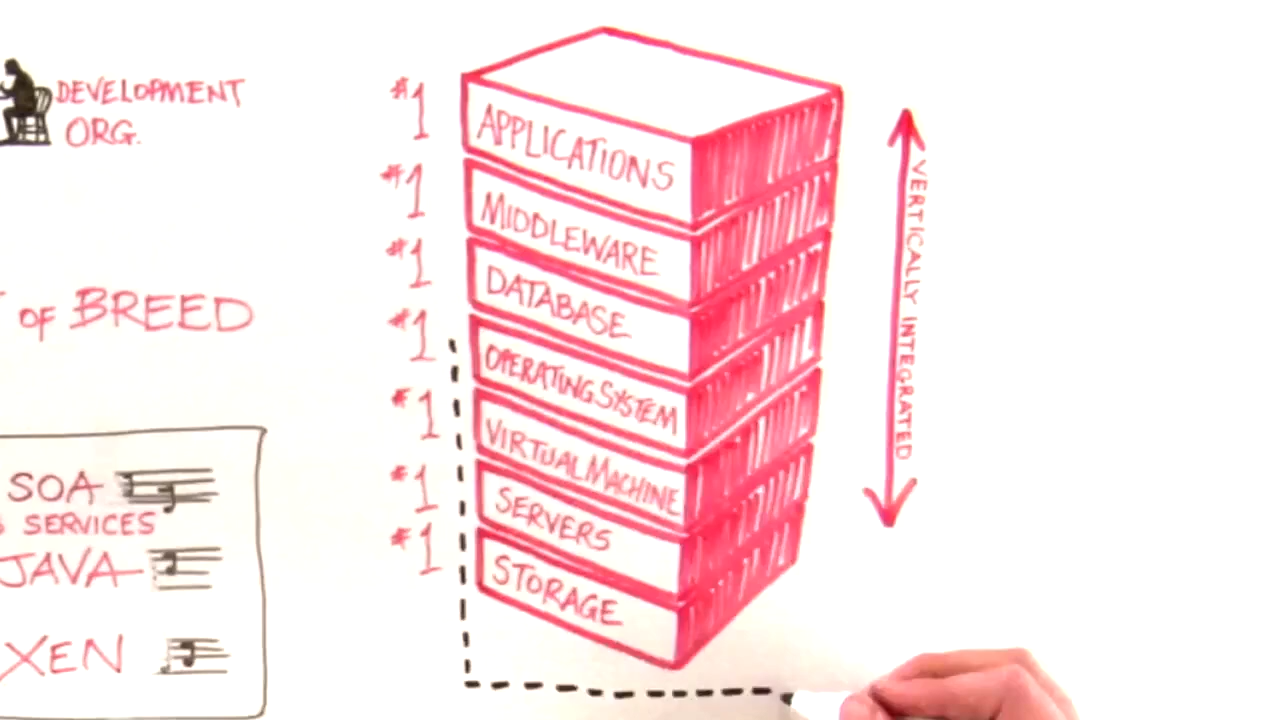 DEVELOPMENT
ORG.
of BREED
SOA
SERVICES
JAVA
XEN
#1
#1
#1
#1
#1
#1
#1
APPLICATIONS
MIDDLEWARE
DATABASE
OPERATING SYSTEM
VIRTUAL MACHINE
SERVERS
STORAGE
VERTICALLY INTEGRATED